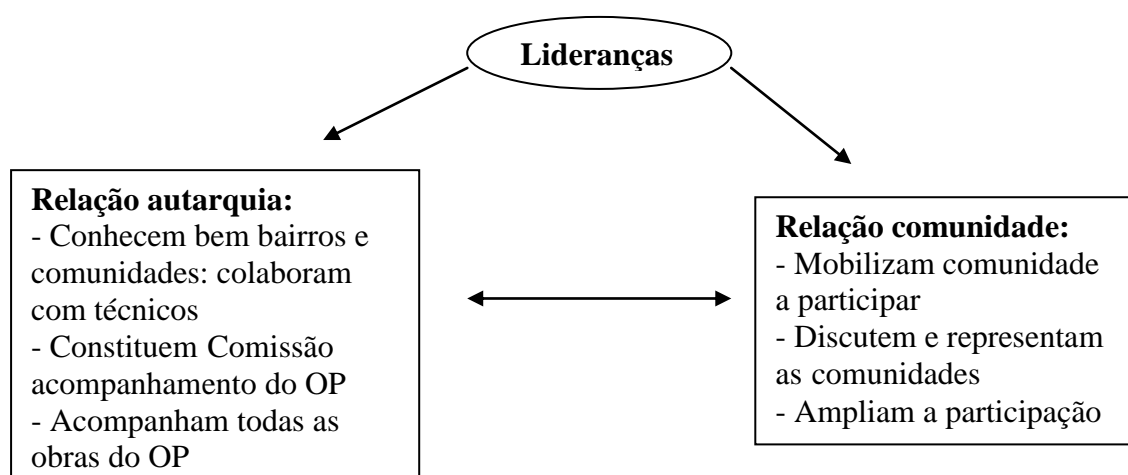 Lideranças
Relação autarquia:
- Conhecem bem bairros e
comunidades: colaboram
com técnicos
- Constituem Comissão
acompanhamento do OP
- Acompanham todas as
obras do OP
Relação comunidade:
- Mobilizam comunidade
a participar
- Discutem e representam
as comunidades
- Ampliam a participação